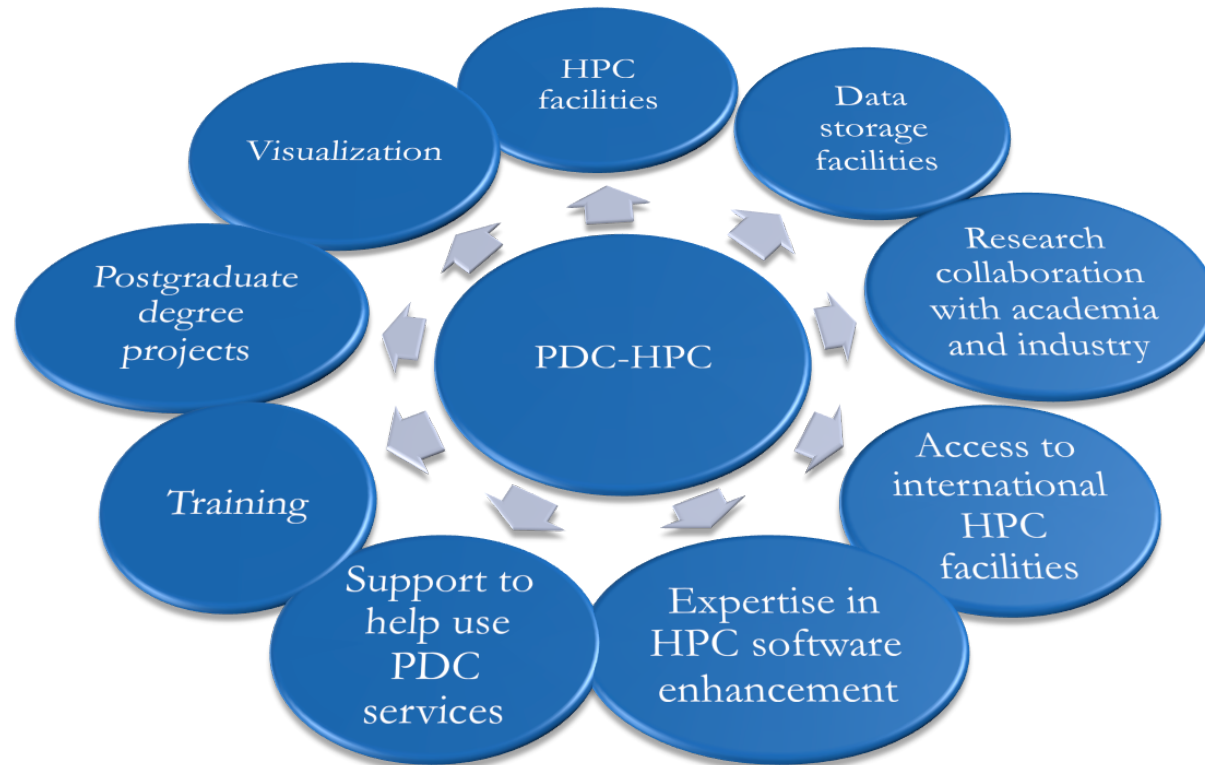 HPC
facilities
Data
storage
facilities
Research
collaboration
with academia
and industry
Access to
international
HPC
facilities
Expertise in
HPC software
enhancement
Support to
help use
PDC
services
Training
Postgraduate
degree
projects
Visualization
PDC-HPC